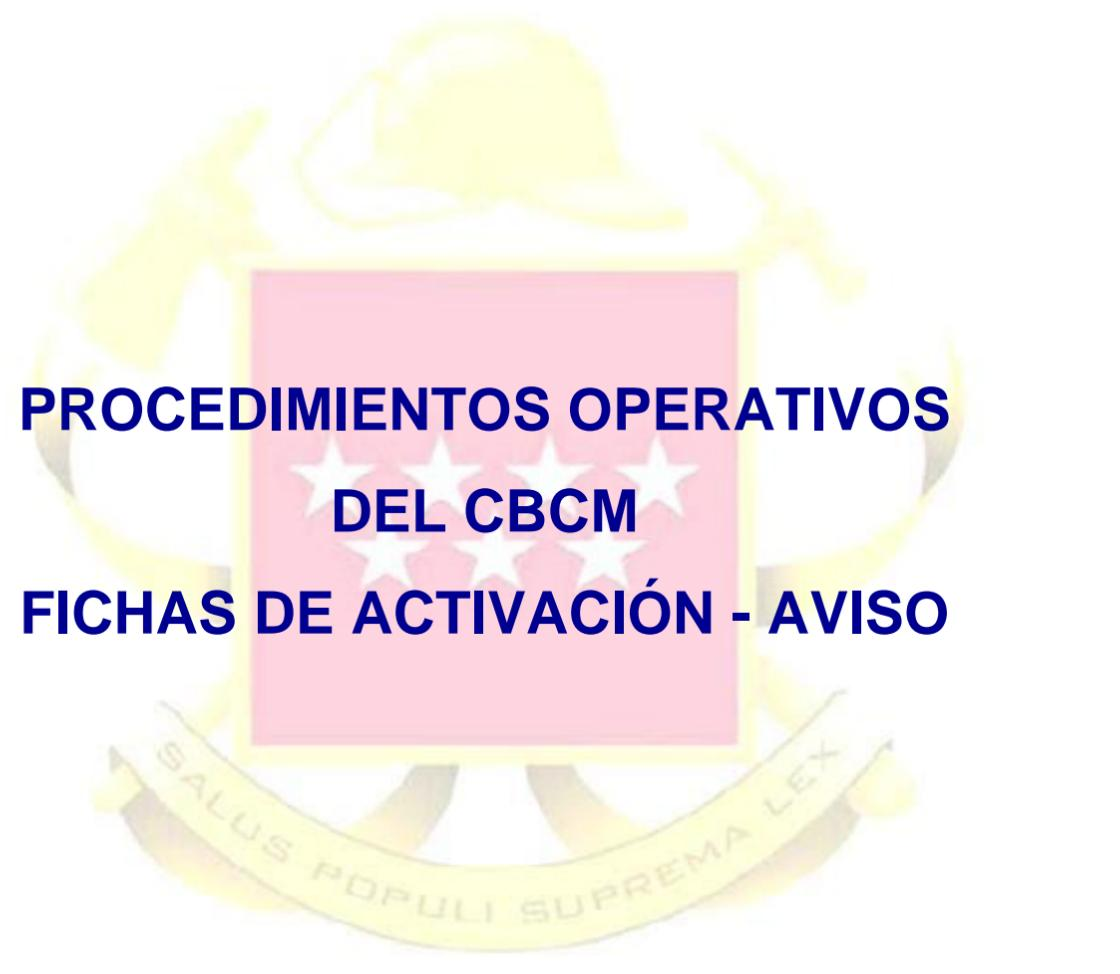 PROCEDIMIENTOS OPERATIVOS
DEL CBCM
FICHAS DE ACTIVACIÓN - AVISO
SALUS POPULI SUPREMA LEX